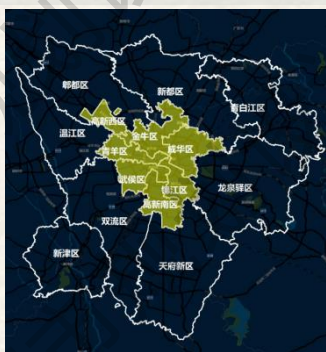 郫都区
新都区
青白江区
高新西区
温江区
金牛区
青羊区
成华区
武侯区
锦江区
龙泉驿区
高新南区
双流区
天府新区
新津区